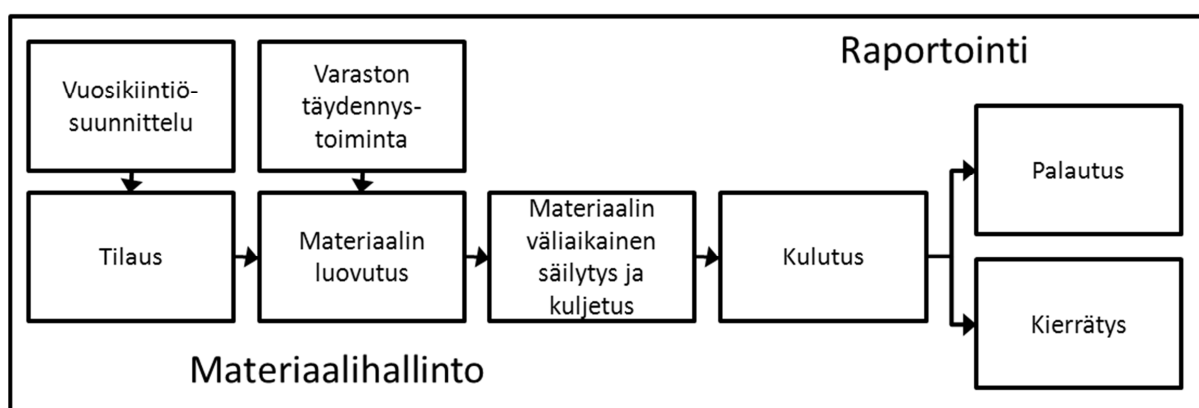 Raportointi
Vuosikiintiö-
suunnittelu
Varaston
täydennys-
toiminta
Palautus
Tilaus
Materiaalin
luovutus
Materiaalin
väliaikainen
säilytys ja
kuljetus
Kulutus
Kierrätys
Materiaalihallinto